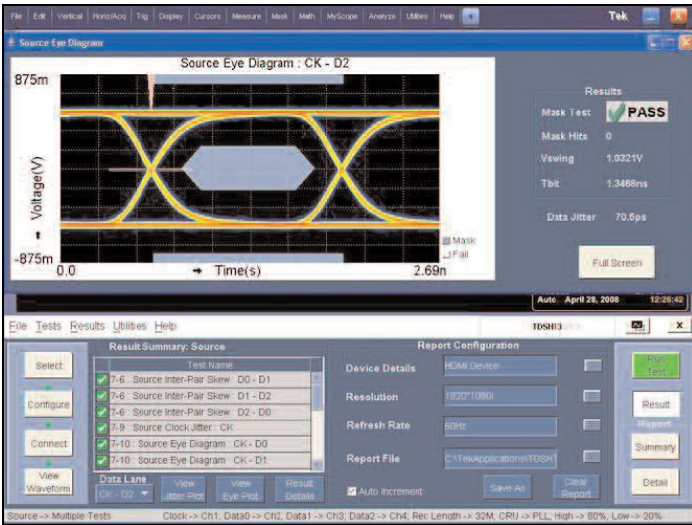 File Edit Vertical Horiz/Acq Trig Display Cursors Measure Mask Math MyScope Analyze Utilities Help Tek
Source Eye Diagram
Source Eye Diagram : CK - D2
875m
Voltage(V)
-875m
0.0
Time(s)
2.69n
Mask
Fail
Results
Mask Test PASS
Mask Hits 0
Vswing 1.0321V
Tbit 1.3468ns
Data Jitter 70.5ps
Full Screen
Auto April 28, 2008 12:26:42
File Tests Results Utilities Help TDSHT3 x
Select
Configure
Connect
View
Waveform
Result Summary: Source
Test Name
7-6 : Source Inter-Pair Skew : D0 - D1
7-6 : Source Inter-Pair Skew : D1 - D2
7-6 : Source Inter-Pair Skew : D2 - D0
7-9 : Source Clock Jitter : CK
7-10 : Source Eye Diagram : CK - D0
7-10 : Source Eye Diagram : CK - D1
Data Lane
CK - D2
View
Jitter Plot
View
Eye Plot
Result
Details
Report Configuration
Device Details HDMI Device
Resolution 1920*1080i
Refresh Rate 60Hz
Report File C:\TekApplications\TDSHT
Auto Increment
Save As
Clear
Report
Run
Test
Result
Report
Summary
Detail
Source -> Multiple Tests Clock -> Ch1, Data0 -> Ch2, Data1 -> Ch3, Data2 -> Ch4, Rec Length -> 32M, CRU -> PLL, High -> 80%, Low-> 20%